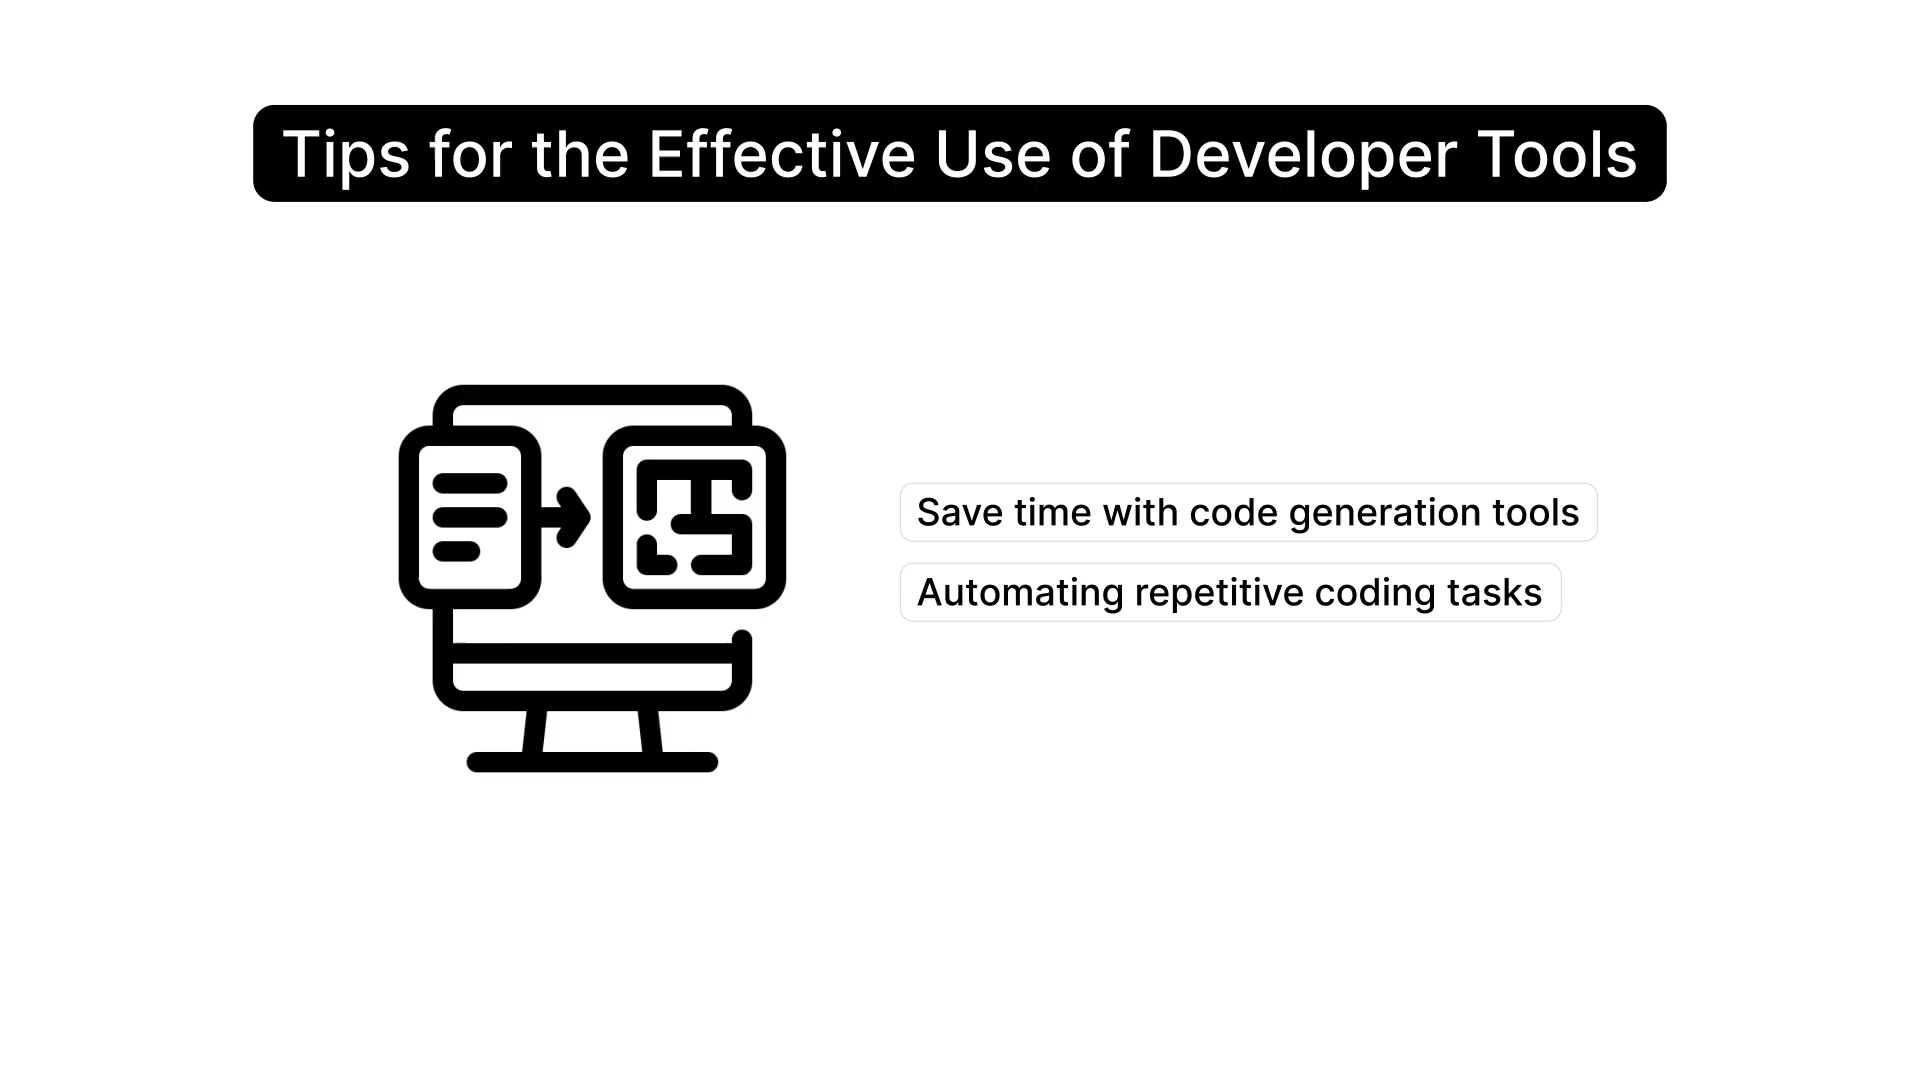 Tips for the Effective Use of Developer Tools
Save time with code generation tools
Automating repetitive coding tasks